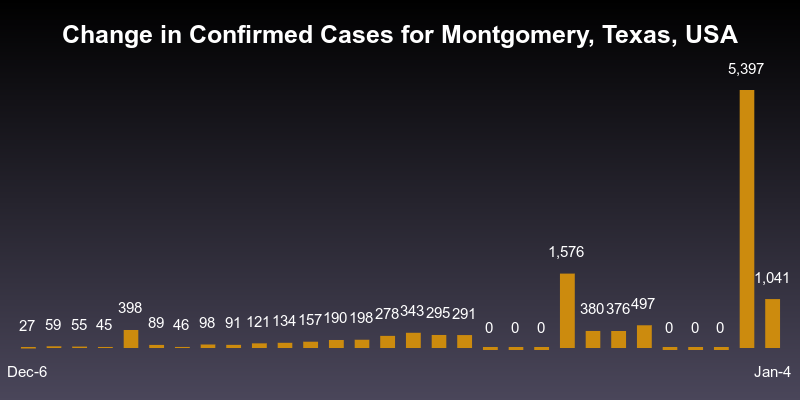 Change in Confirmed Cases for Montgomery, Texas, USA
27 59 55 45 398 89 46 98 91 121 134 157 190 198 278 343 295 291 0 0 0 1,576 380 376 497 0 0 0 5,397 1,041
Dec-6 Jan-4